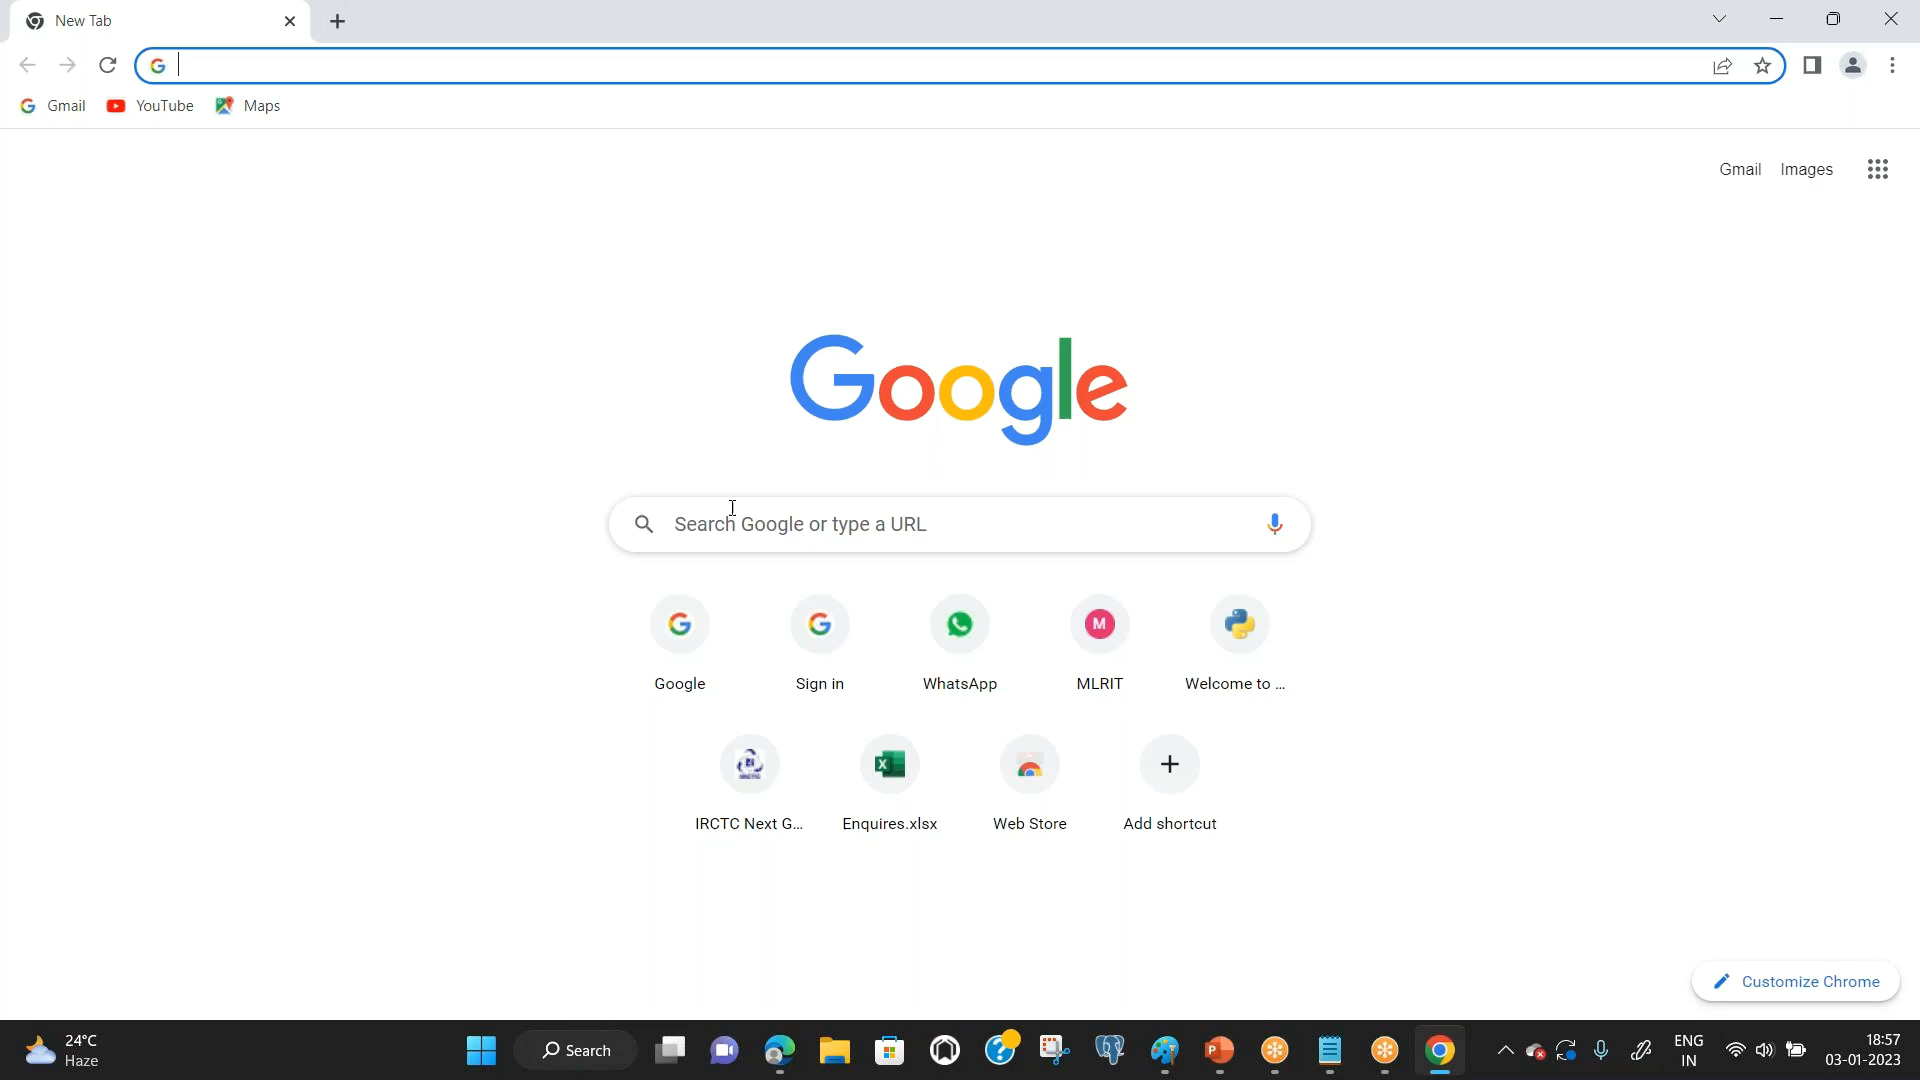 New Tab
Gmail YouTube Maps
Gmail Images
Google
Search Google or type a URL
Google Sign in WhatsApp MLRIT Welcome to ...
M
IRCTC Next G... Enquires.xlsx Web Store Add shortcut
Customize Chrome
24°C
Haze
Search
ENG
IN
18:57
03-01-2023